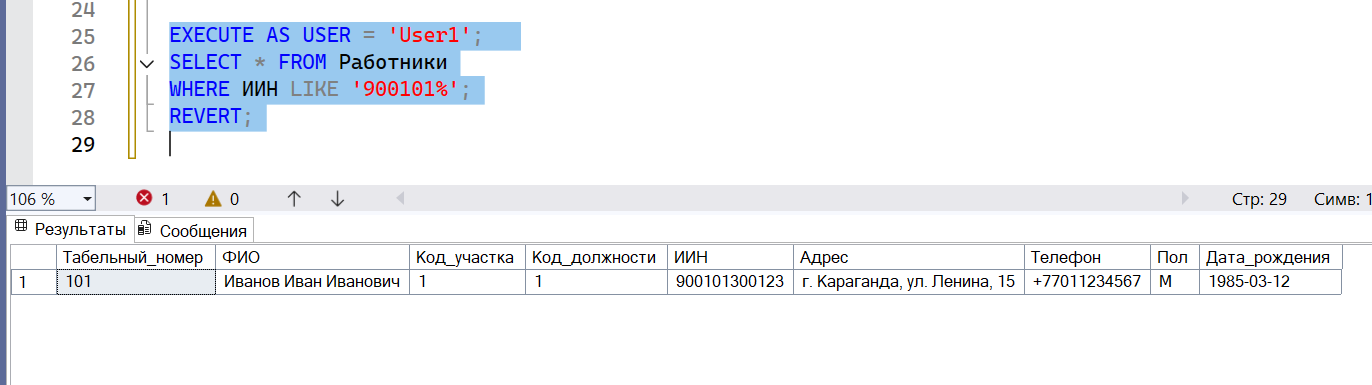 24
25 EXECUTE AS USER = 'User1';
26 SELECT * FROM Работники
27 WHERE ИИН LIKE '900101%';
28 REVERT;
29
106 % 1 0 Стр: 29 Симв: 1
Результаты Сообщения
Табельный_номер ФИО Код_участка Код_должности ИИН Адрес Телефон Пол Дата_рождения
1 101 Иванов Иван Иванович 1 1 900101300123 г. Караганда, ул. Ленина, 15 +77011234567 М 1985-03-12